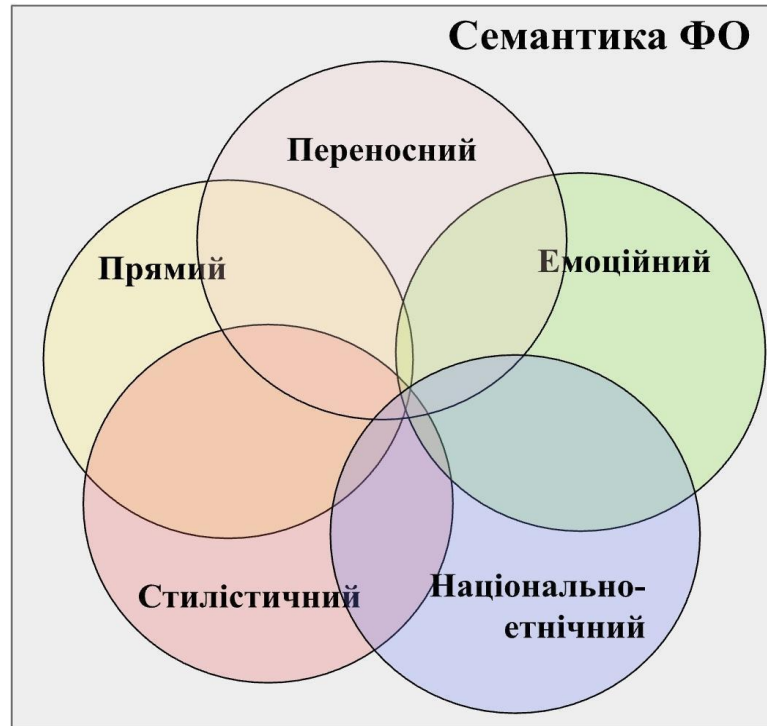 Семантика ФО
Переносний
Прямий
Емоційний
Стилістичний
Національно-
етнічний